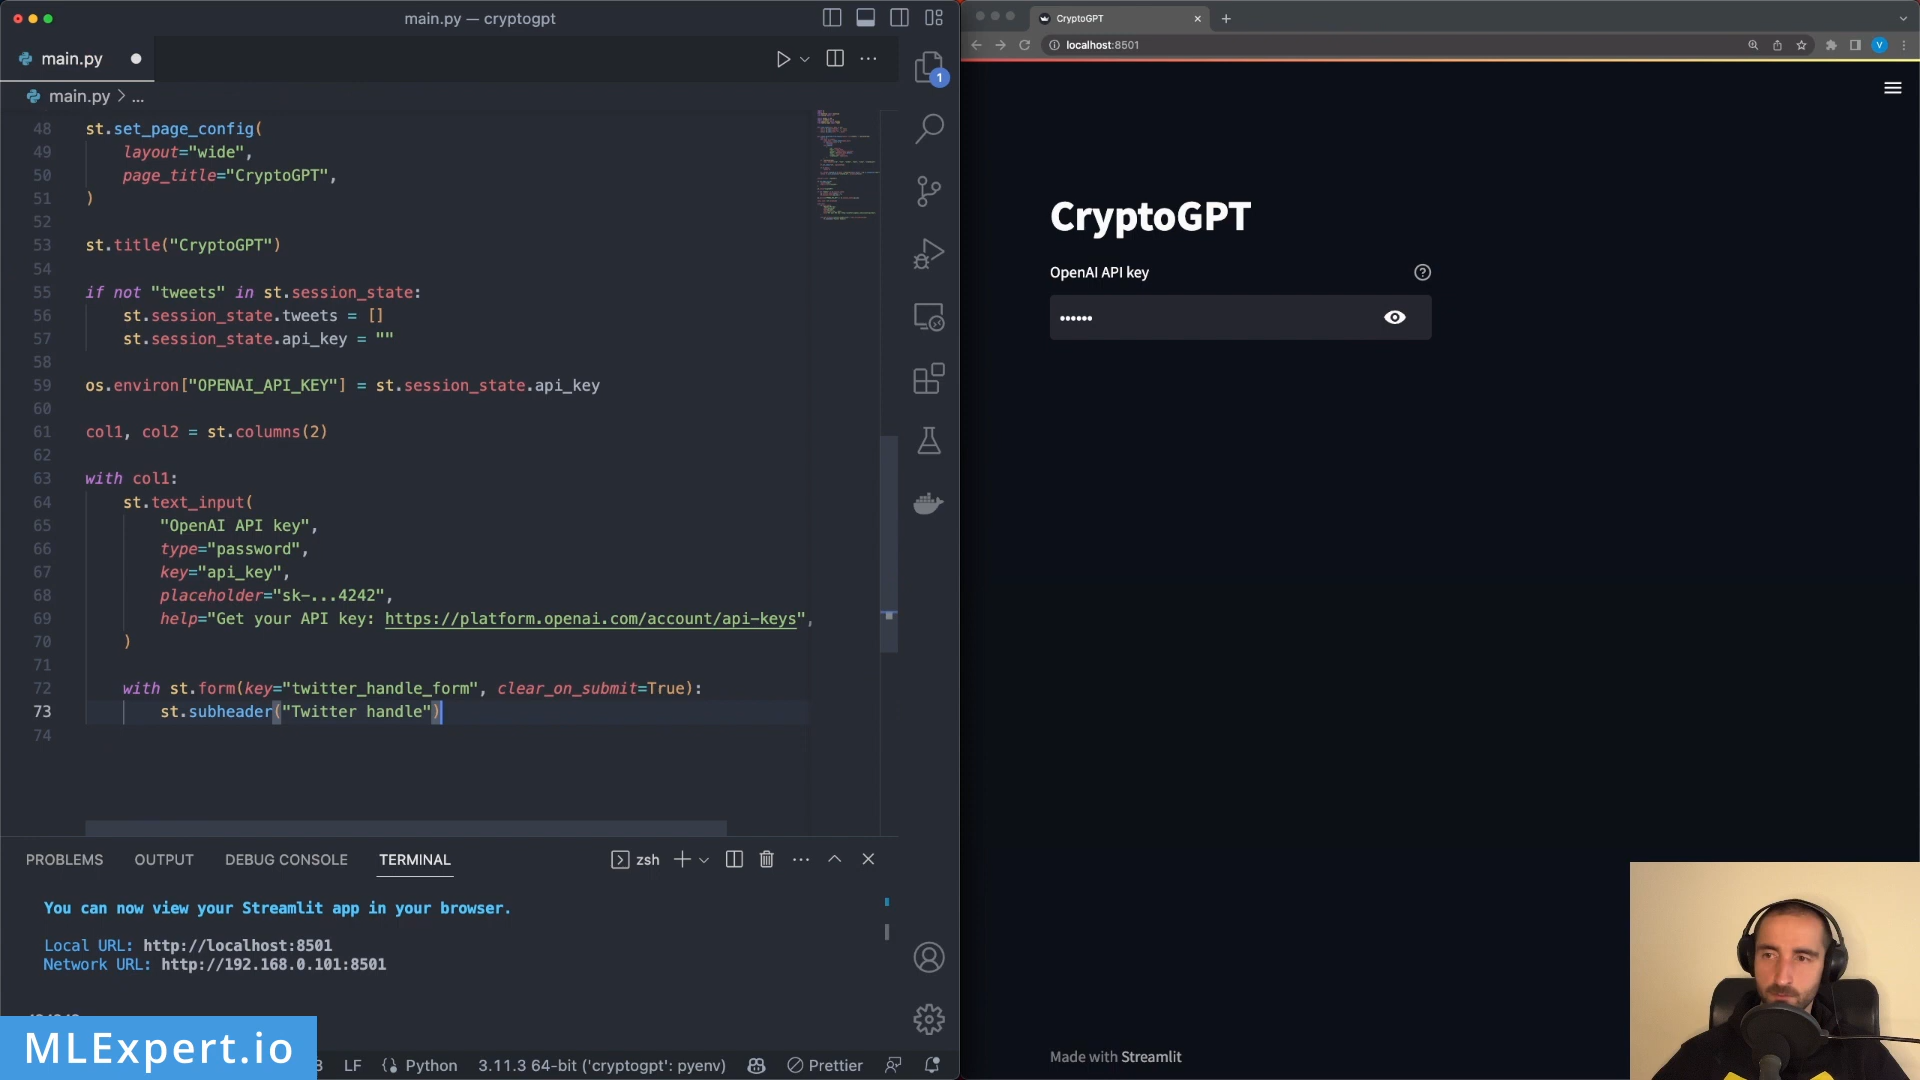 main.py — cryptogpt
main.py
main.py > ...
1
48 st.set_page_config(
49 layout="wide",
50 page_title="CryptoGPT",
51 )
52
53 st.title("CryptoGPT")
54
55 if not "tweets" in st.session_state:
56 st.session_state.tweets = []
57 st.session_state.api_key = ""
58
59 os.environ["OPENAI_API_KEY"] = st.session_state.api_key
60
61 col1, col2 = st.columns(2)
62
63 with col1:
64 st.text_input(
65 "OpenAI API key",
66 type="password",
67 key="api_key",
68 placeholder="sk-...4242",
69 help="Get your API key: https://platform.openai.com/account/api-keys",
70 )
71
72 with st.form(key="twitter_handle_form", clear_on_submit=True):
73 st.subheader("Twitter handle")
74
PROBLEMS OUTPUT DEBUG CONSOLE TERMINAL zsh
You can now view your Streamlit app in your browser.
Local URL: http://localhost:8501
Network URL: http://192.168.0.101:8501
MLExpert.io
LF Python 3.11.3 64-bit ('cryptogpt': pyenv) Prettier
CryptoGPT
localhost:8501
V
CryptoGPT
OpenAI API key
••••••
Made with Streamlit